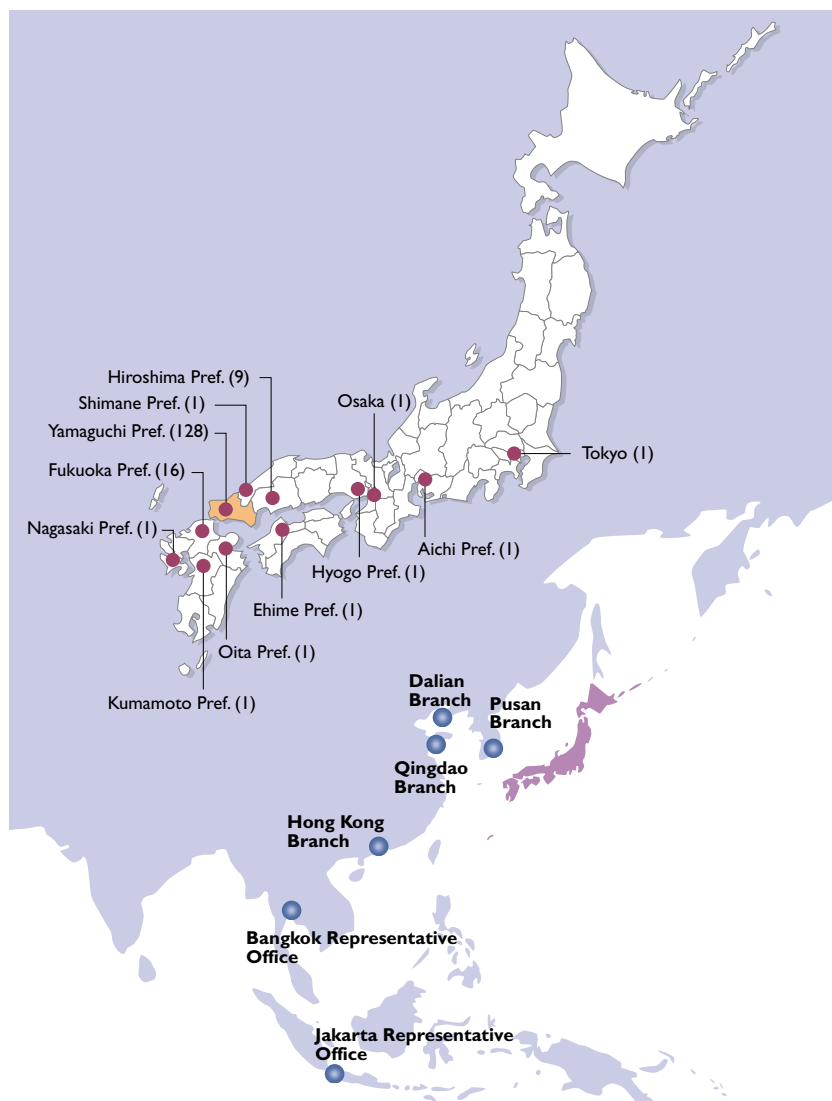 Hiroshima Pref. (9)
Shimane Pref. (1)
Osaka (1)
Yamaguchi Pref. (128)
Tokyo (1)
Fukuoka Pref. (16)
Nagasaki Pref. (1)
Aichi Pref. (1)
Hyogo Pref. (1)
Ehime Pref. (1)
Oita Pref. (1)
Kumamoto Pref. (1)
Dalian
Branch
Pusan
Branch
Qingdao
Branch
Hong Kong
Branch
Bangkok Representative
Office
Jakarta Representative
Office